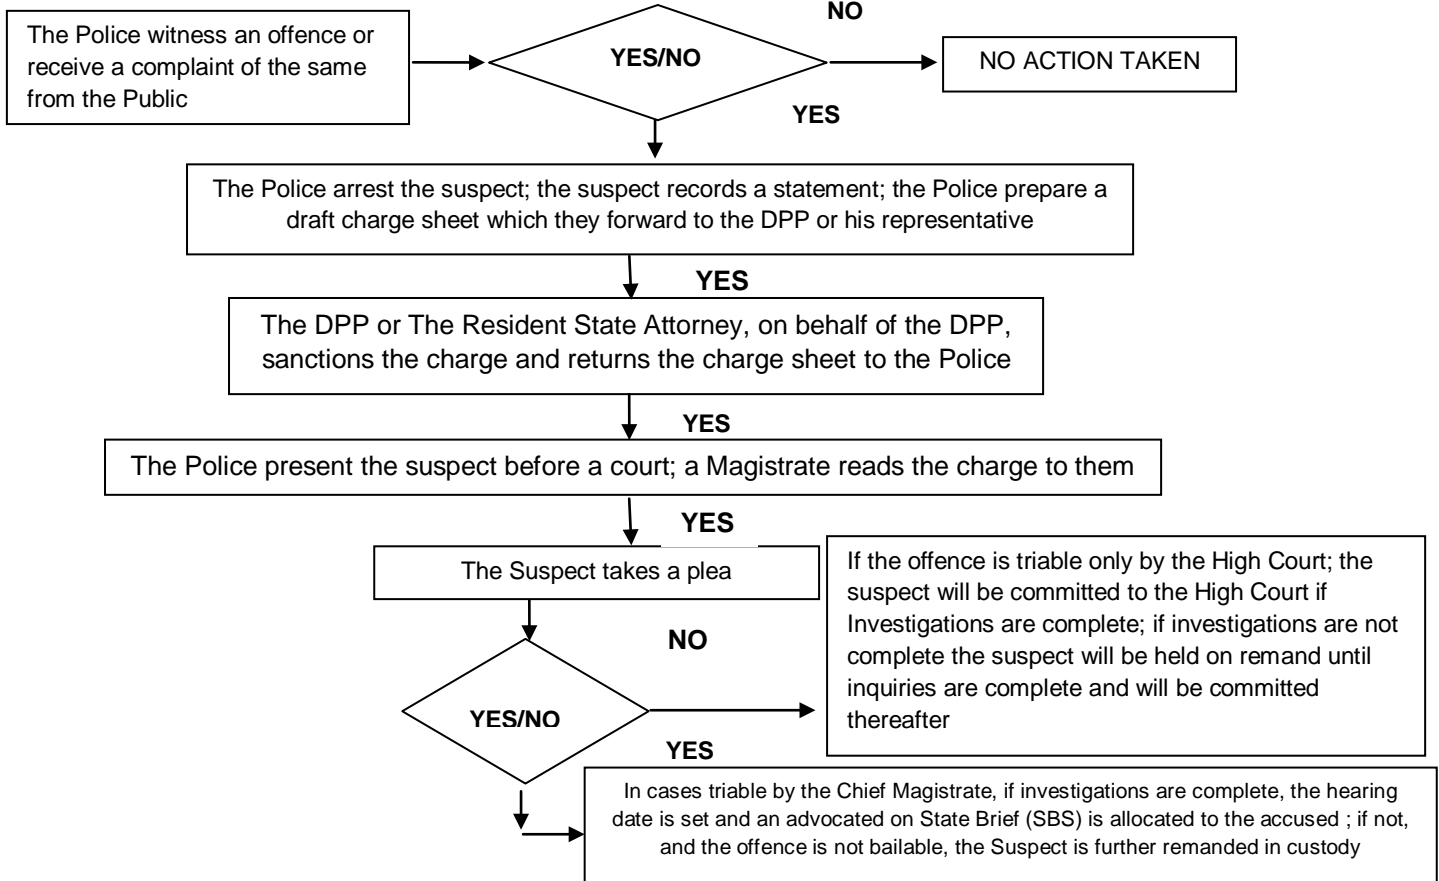 The Police witness an offence or
receive a complaint of the same
from the Public
YES/NO
NO
NO ACTION TAKEN
YES
The Police arrest the suspect; the suspect records a statement; the Police prepare a
draft charge sheet which they forward to the DPP or his representative
YES
The DPP or The Resident State Attorney, on behalf of the DPP,
sanctions the charge and returns the charge sheet to the Police
YES
The Police present the suspect before a court; a Magistrate reads the charge to them
YES
The Suspect takes a plea
NO
YES/NO
If the offence is triable only by the High Court; the
suspect will be committed to the High Court if
Investigations are complete; if investigations are not
complete the suspect will be held on remand until
inquiries are complete and will be committed
thereafter
YES
In cases triable by the Chief Magistrate, if investigations are complete, the hearing
date is set and an advocated on State Brief (SBS) is allocated to the accused ; if not,
and the offence is not bailable, the Suspect is further remanded in custody